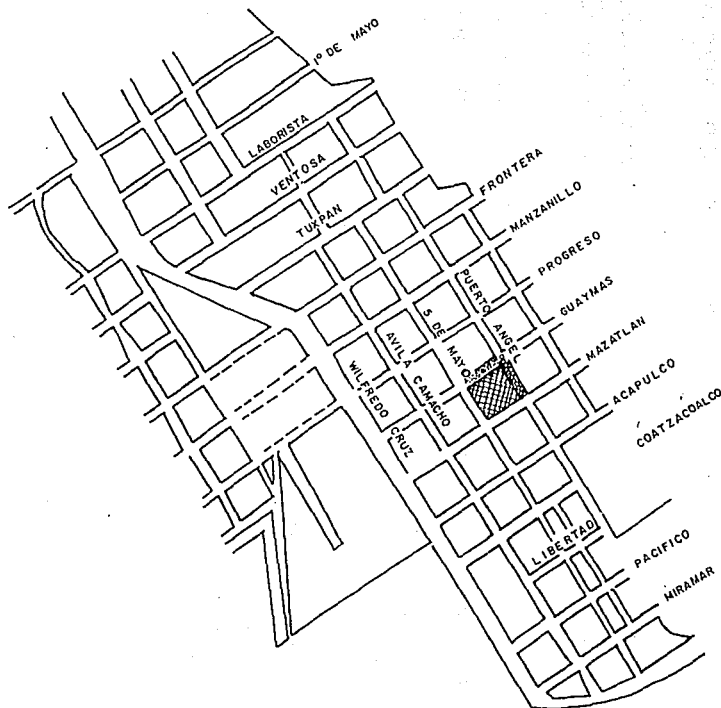 1º DE MAYO
LABORISTA
VENTOSA
TUXPAN
FRONTERA
MANZANILLO
PROGRESO
GUAYMAS
MAZATLAN
ACAPULCO
COATZACOALCO
PUERTO ANGEL
5 DE MAYO
AVILA CAMACHO
WILFREDO CRUZ
LIBERTAD
PACIFICO
MIRAMAR